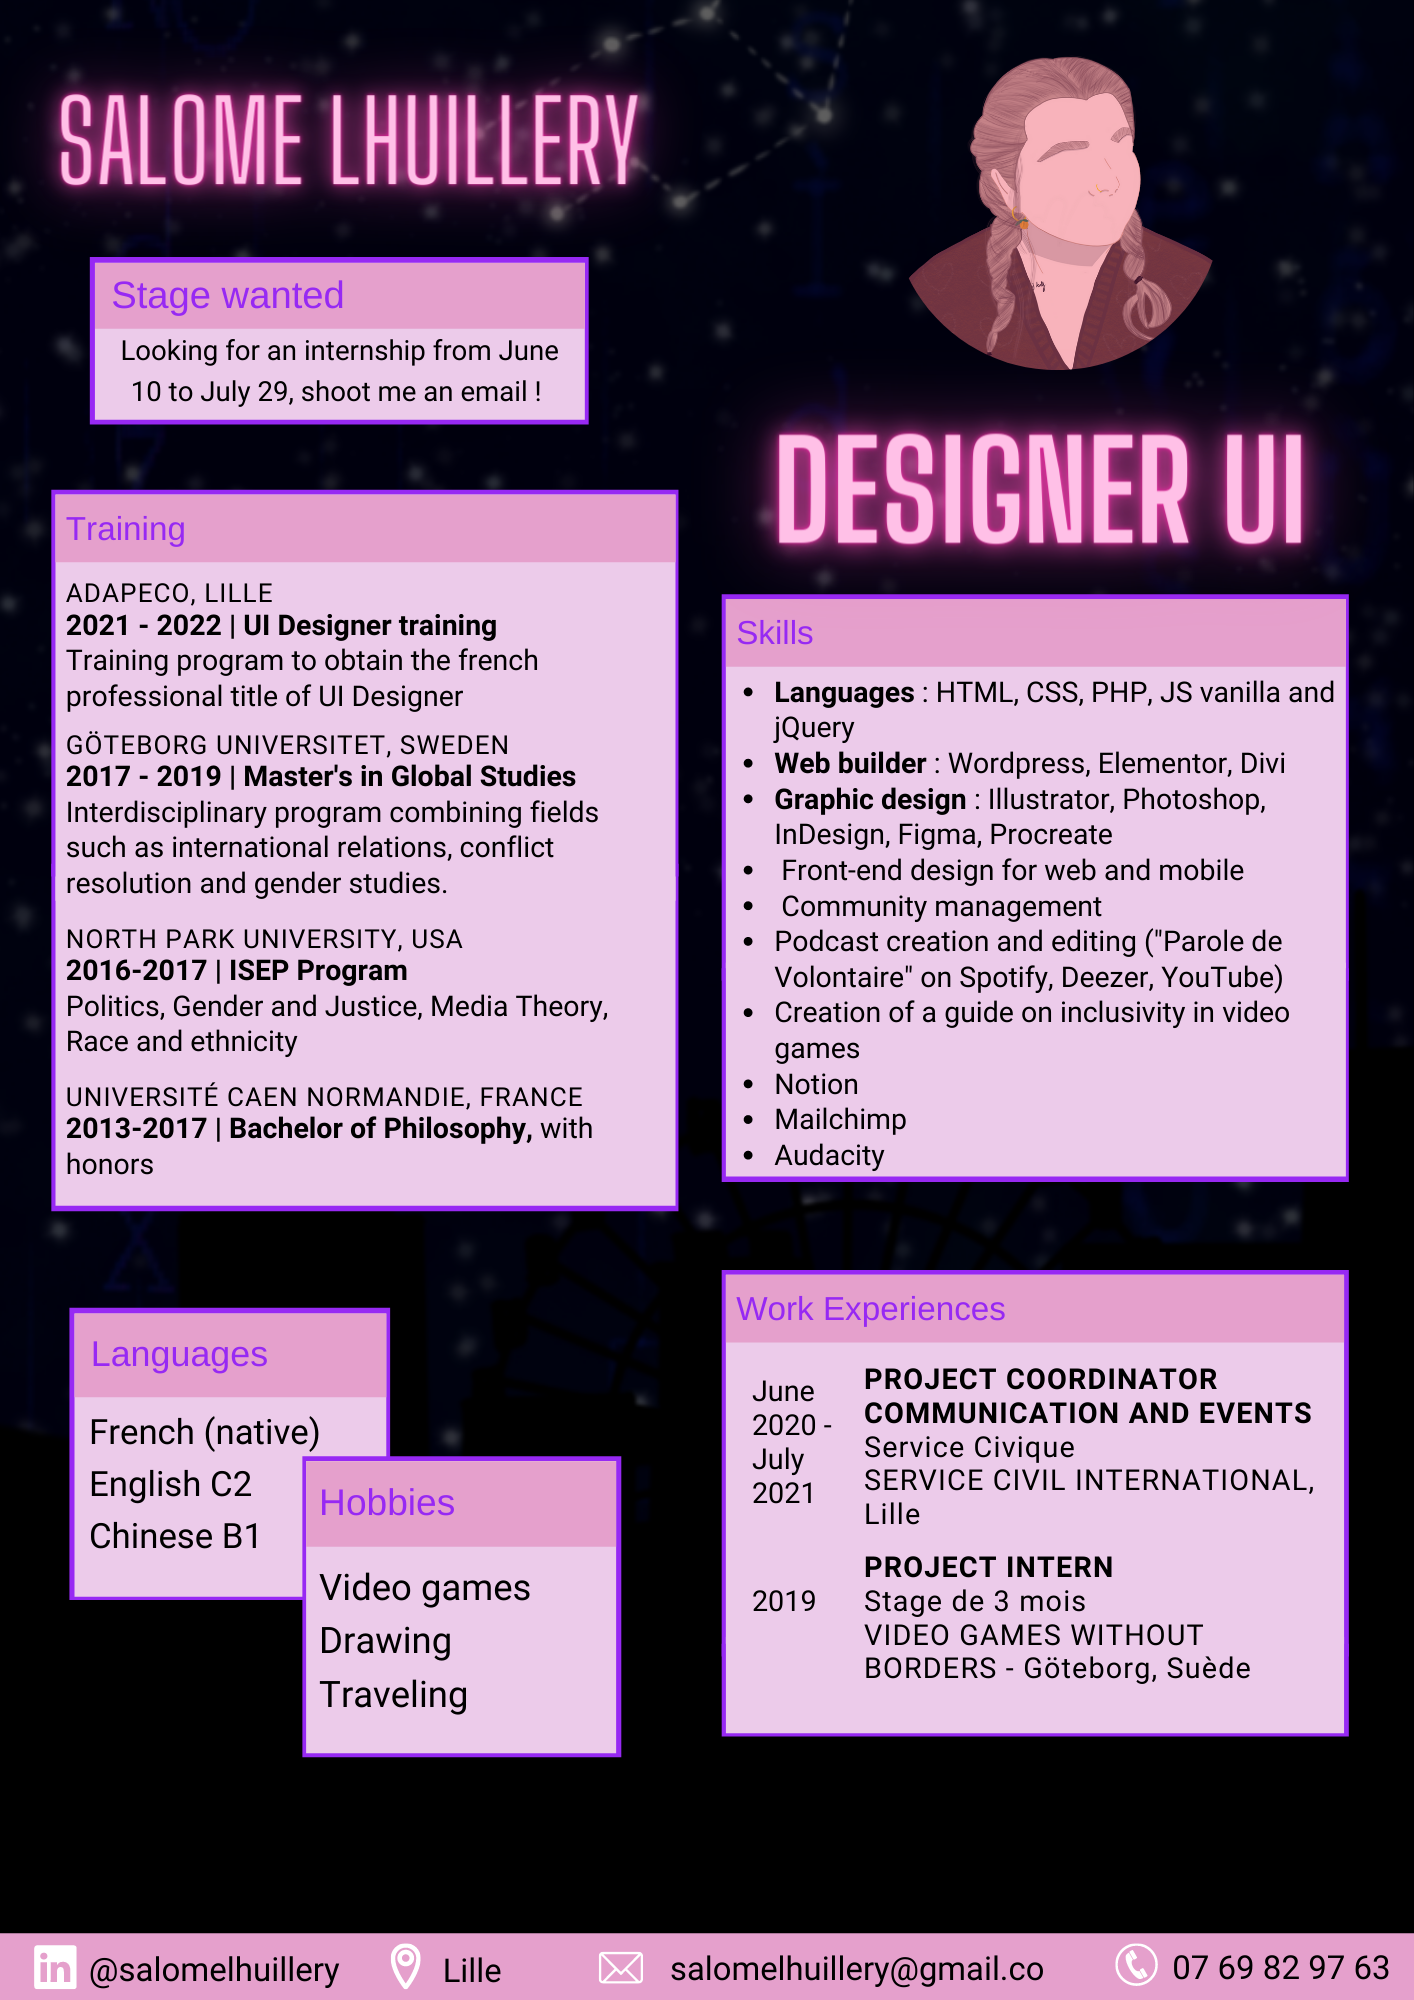 SALOME LHUILLERY
Stage wanted
Looking for an internship from June
10 to July 29, shoot me an email !
DESIGNER UI
Training
ADAPECO, LILLE
2021 - 2022 | UI Designer training
Training program to obtain the french
professional title of UI Designer
GÖTEBORG UNIVERSITET, SWEDEN
2017 - 2019 | Master's in Global Studies
Interdisciplinary program combining fields
such as international relations, conflict
resolution and gender studies.
NORTH PARK UNIVERSITY, USA
2016-2017 | ISEP Program
Politics, Gender and Justice, Media Theory,
Race and ethnicity
UNIVERSITÉ CAEN NORMANDIE, FRANCE
2013-2017 | Bachelor of Philosophy, with
honors
Skills
• Languages : HTML, CSS, PHP, JS vanilla and
jQuery
• Web builder : Wordpress, Elementor, Divi
• Graphic design : Illustrator, Photoshop,
InDesign, Figma, Procreate
• Front-end design for web and mobile
• Community management
• Podcast creation and editing ("Parole de
Volontaire" on Spotify, Deezer, YouTube)
• Creation of a guide on inclusivity in video
games
• Notion
• Mailchimp
• Audacity
Languages
French (native)
English C2
Chinese B1
Hobbies
Video games
Drawing
Traveling
Work Experiences
June
2020 -
July
2021
PROJECT COORDINATOR
COMMUNICATION AND EVENTS
Service Civique
SERVICE CIVIL INTERNATIONAL,
Lille
2019
PROJECT INTERN
Stage de 3 mois
VIDEO GAMES WITHOUT
BORDERS - Göteborg, Suède
in @salomelhuillery
Lille
salomelhuillery@gmail.co
07 69 82 97 63